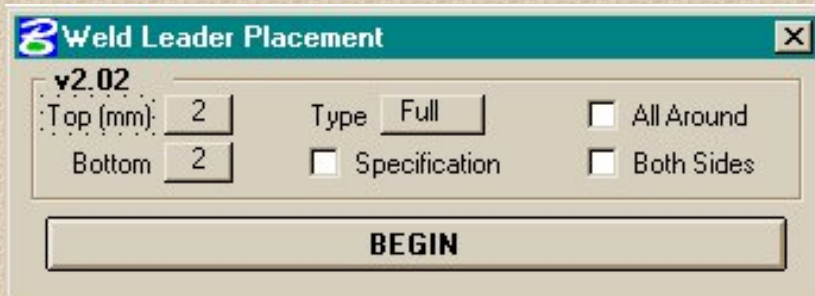 Weld Leader Placement
v2.02
Top (mm) 2 Type Full All Around
Bottom 2 Specification Both Sides
BEGIN